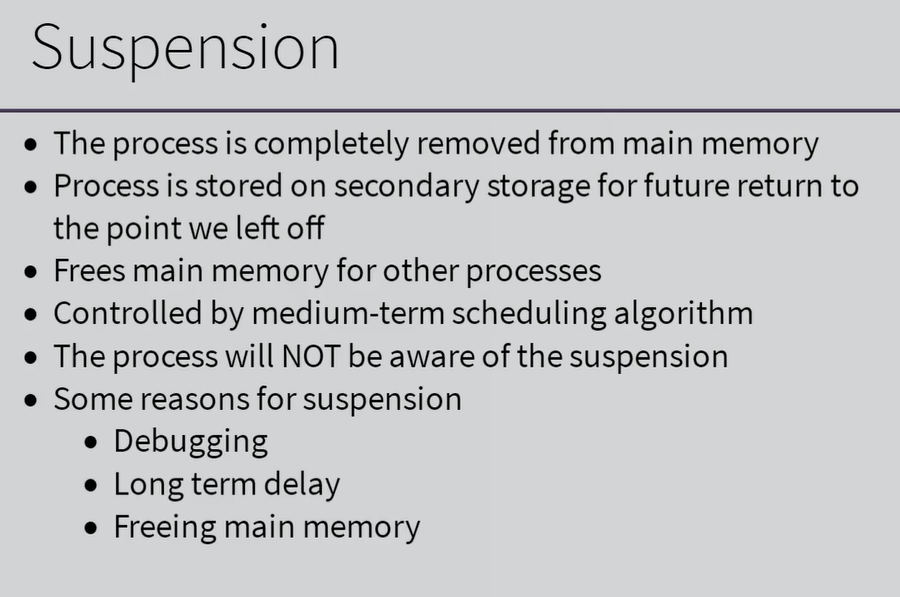 Suspension
• The process is completely removed from main memory
• Process is stored on secondary storage for future return to
the point we left off
• Frees main memory for other processes
• Controlled by medium-term scheduling algorithm
• The process will NOT be aware of the suspension
• Some reasons for suspension
• Debugging
• Long term delay
• Freeing main memory